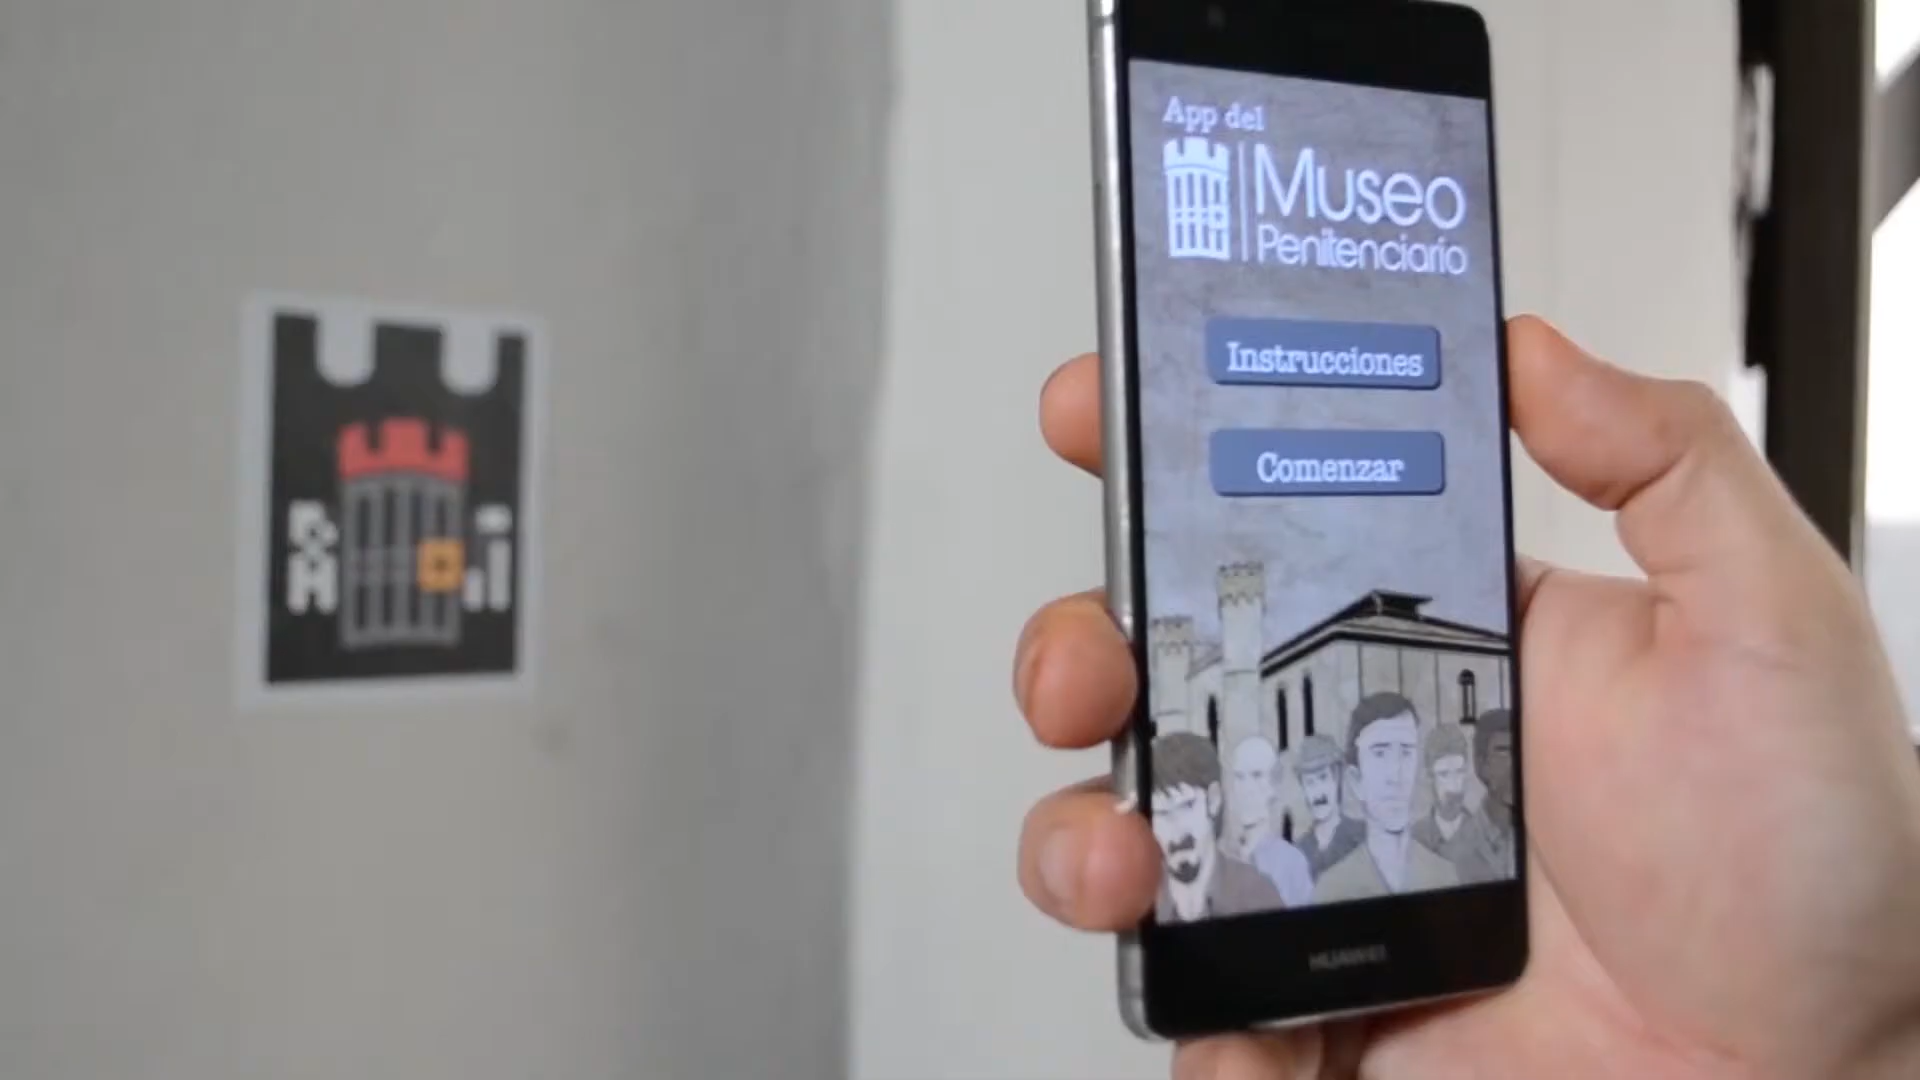 App del
Museo
Penitenciario
Instrucciones
Comenzar
HUAWEI